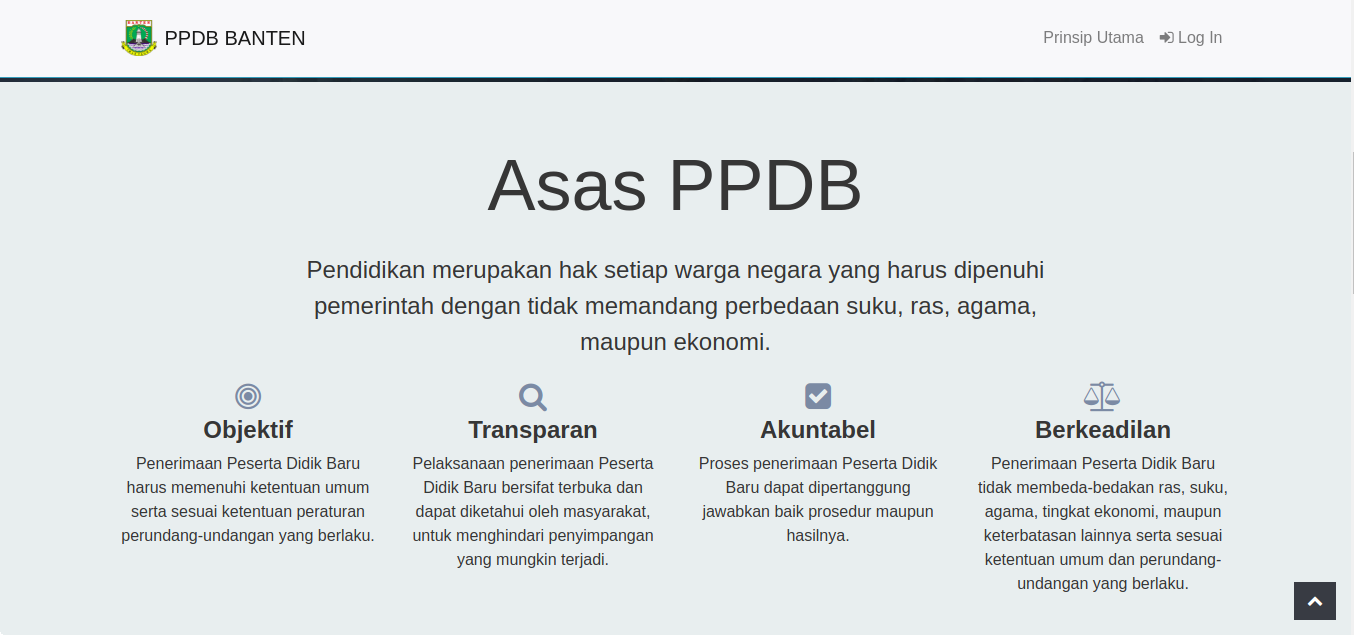 PPDB BANTEN
Prinsip Utama
Log In
Asas PPDB
Pendidikan merupakan hak setiap warga negara yang harus dipenuhi
pemerintah dengan tidak memandang perbedaan suku, ras, agama,
maupun ekonomi.
Objektif
Penerimaan Peserta Didik Baru
harus memenuhi ketentuan umum
serta sesuai ketentuan peraturan
perundang-undangan yang berlaku.
Transparan
Pelaksanaan penerimaan Peserta
Didik Baru bersifat terbuka dan
dapat diketahui oleh masyarakat,
untuk menghindari penyimpangan
yang mungkin terjadi.
Akuntabel
Proses penerimaan Peserta Didik
Baru dapat dipertanggung
jawabkan baik prosedur maupun
hasilnya.
Berkeadilan
Penerimaan Peserta Didik Baru
tidak membeda-bedakan ras, suku,
agama, tingkat ekonomi, maupun
keterbatasan lainnya serta sesuai
ketentuan umum dan perundang-
undangan yang berlaku.